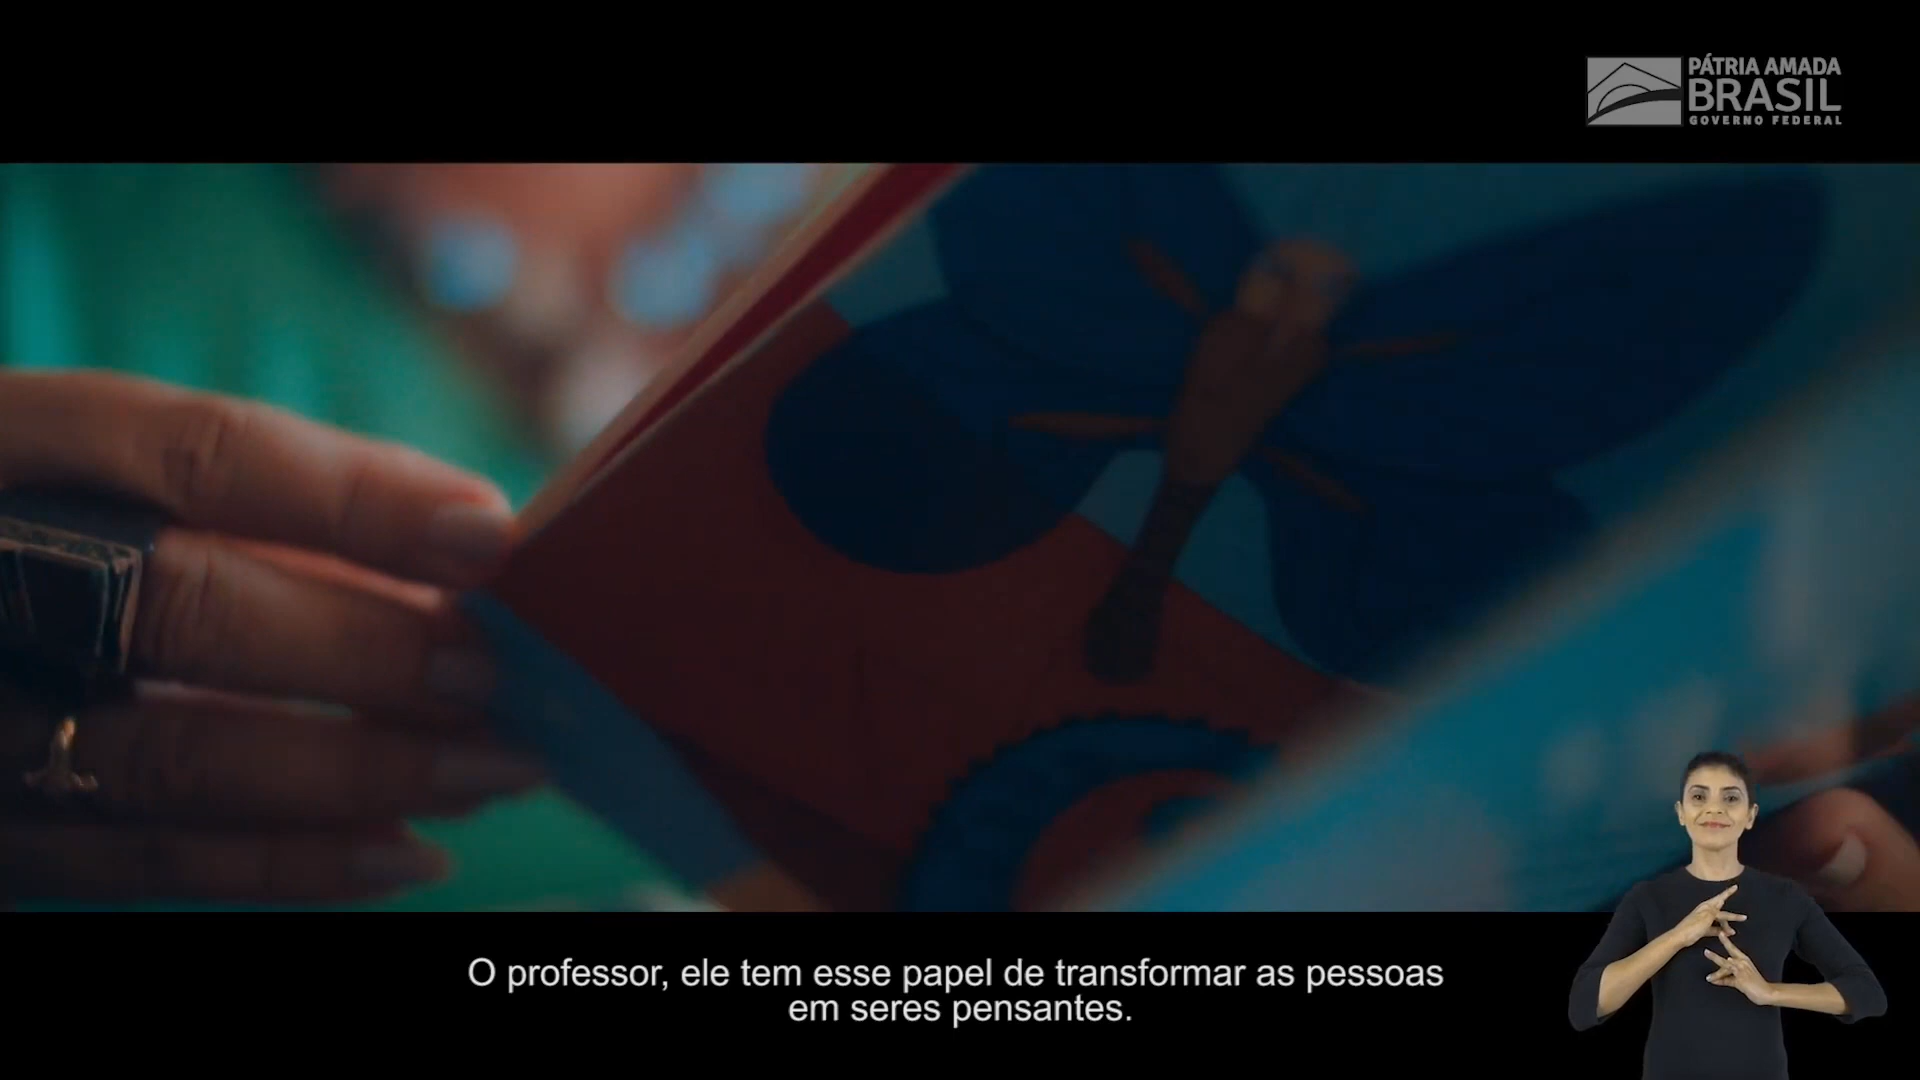 PÁTRIA AMADA
BRASIL
GOVERNO FEDERAL
O professor, ele tem esse papel de transformar as pessoas
em seres pensantes.